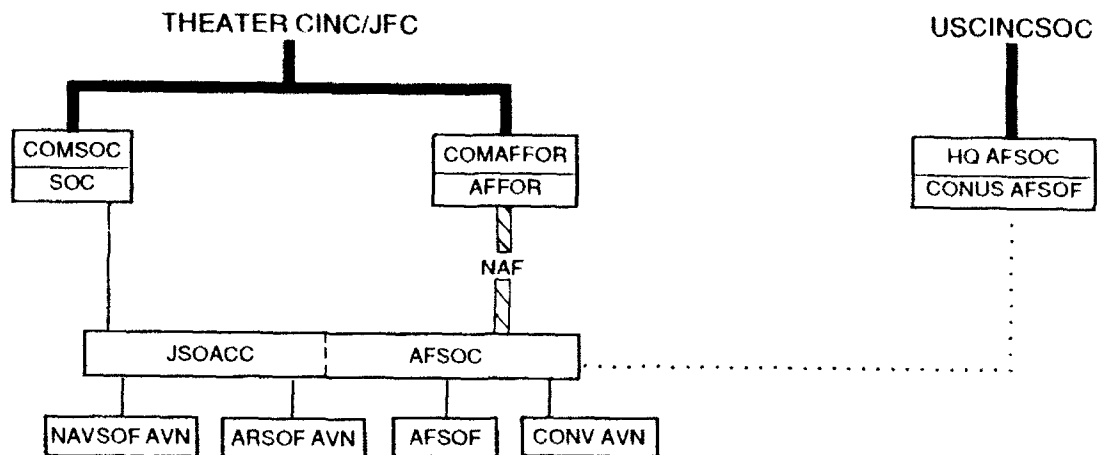 THEATER CINC/JFC
USCINCSOC
COMSOC
SOC
COMAFFOR
AFFOR
HQ AFSOC
CONUS AFSOF
NAF
JSOACC
AFSOC
NAVSOF AVN
ARSOF AVN
AFSOF
CONV AVN